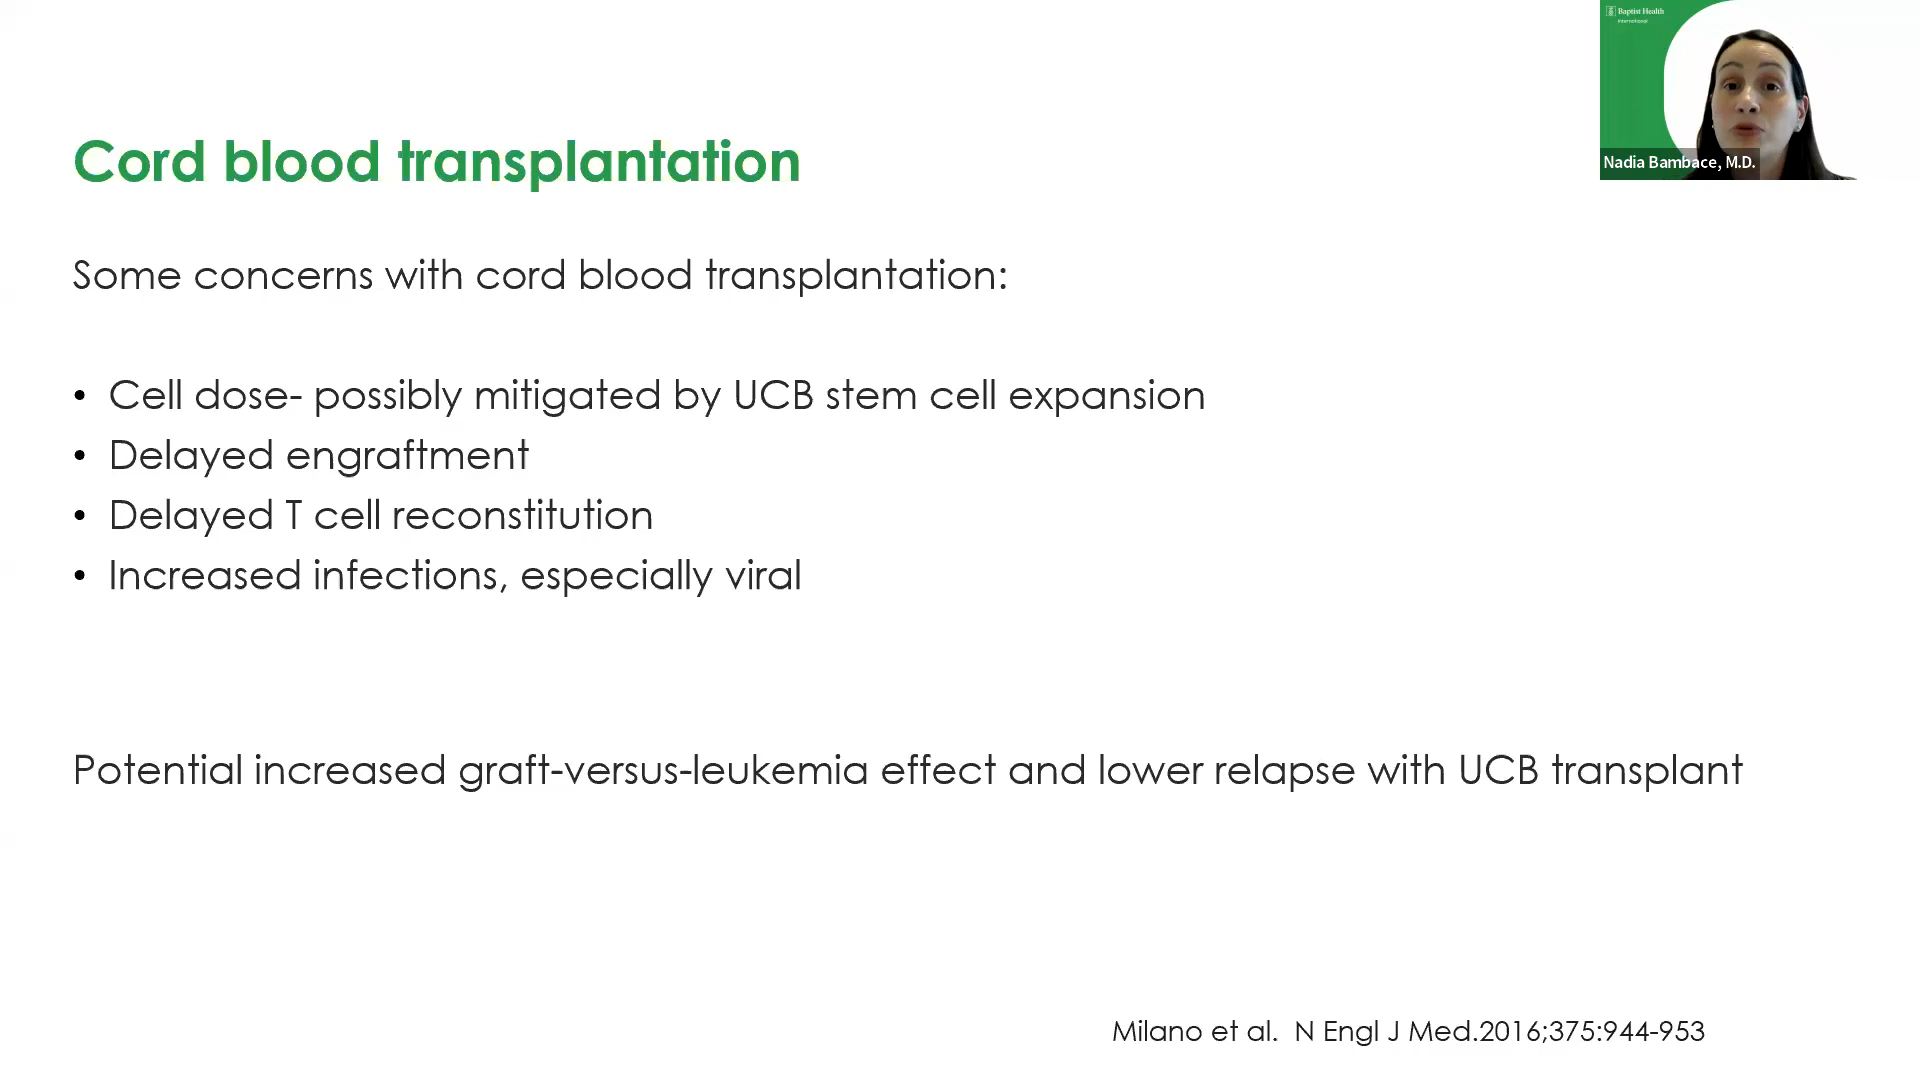 Baptist Health
International
Nadia Bambace, M.D.
Cord blood transplantation
Some concerns with cord blood transplantation:
• Cell dose- possibly mitigated by UCB stem cell expansion
• Delayed engraftment
• Delayed T cell reconstitution
• Increased infections, especially viral
Potential increased graft-versus-leukemia effect and lower relapse with UCB transplant
Milano et al.  N Engl J Med.2016;375:944-953